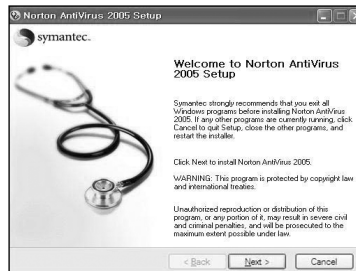 Norton AntiVirus 2005 Setup
symantec.
Welcome to Norton AntiVirus
2005 Setup
Symantec strongly recommends that you exit all
Windows programs before installing Norton AntiVirus 2005.
If any other programs are currently running, click
Cancel to quit Setup, close the other programs, and
restart the installer.
Click Next to install Norton AntiVirus 2005.
WARNING: This program is protected by copyright law
and international treaties.
Unauthorized reproduction or distribution of this
program, or any portion of it, may result in severe civil
and criminal penalties, and will be prosecuted to the
maximum extent possible under law.
< Back
Next >
Cancel